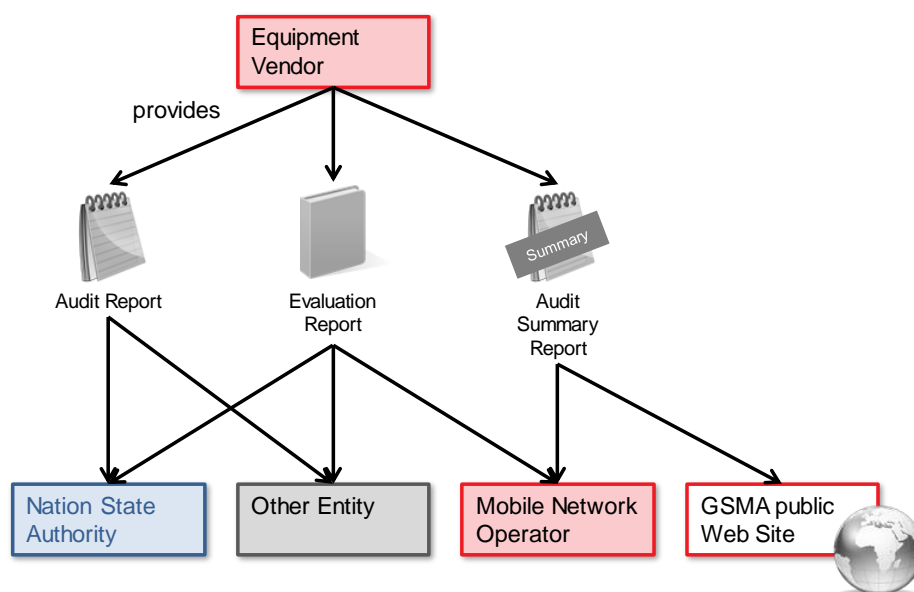 Equipment
Vendor
provides
Summary
Audit Report
Evaluation
Report
Audit
Summary
Report
Nation State
Authority
Other Entity
Mobile Network
Operator
GSMA public
Web Site